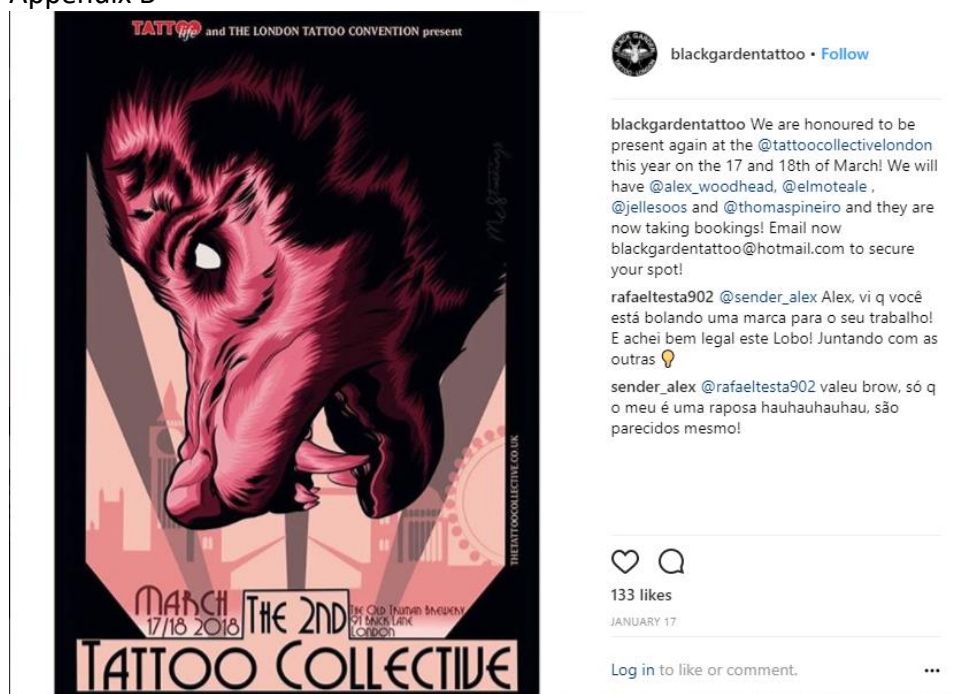 Appendix B
TATTOO life and THE LONDON TATTOO CONVENTION present
THETATTOOCOLLECTIVE.CO.UK
MARCH
17/18 2018
THE 2ND
THE OLD TRUMAN BREWERY
91 BRICK LANE
LONDON
TATTOO COLLECTIVE
BLACK GARDEN
TATTOO LONDON
blackgardentattoo • Follow
blackgardentattoo We are honoured to be
present again at the @tattoocollectivelondon
this year on the 17 and 18th of March! We will
have @alex_woodhead, @elmoteale ,
@jellesoos and @thomaspineiro and they are
now taking bookings! Email now
blackgardentattoo@hotmail.com to secure
your spot!
rafaeltesta902 @sender_alex Alex, vi q você
está bolando uma marca para o seu trabalho!
E achei bem legal este Lobo! Juntando com as
outras
sender_alex @rafaeltesta902 valeu brow, só q
o meu é uma raposa hauhauhauhau, são
parecidos mesmo!
133 likes
JANUARY 17
Log in to like or comment.